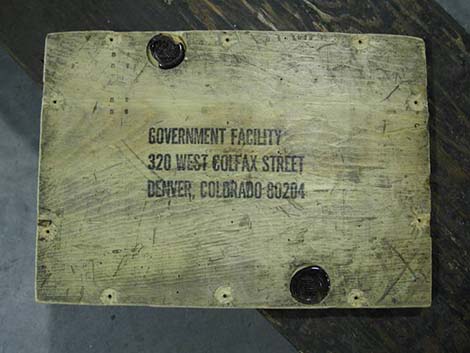 GOVERNMENT FACILITY
320 WEST COLFAX STREET
DENVER, COLORADO 80204